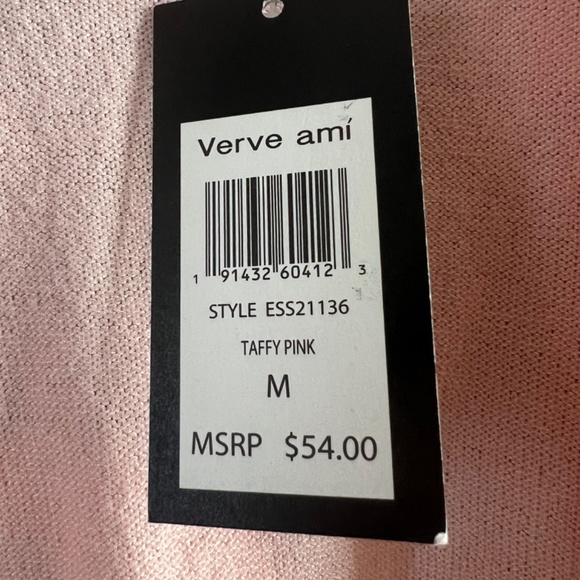 Verve amí
1 91432 60412 3
STYLE ESS21136
TAFFY PINK
M
MSRP $54.00